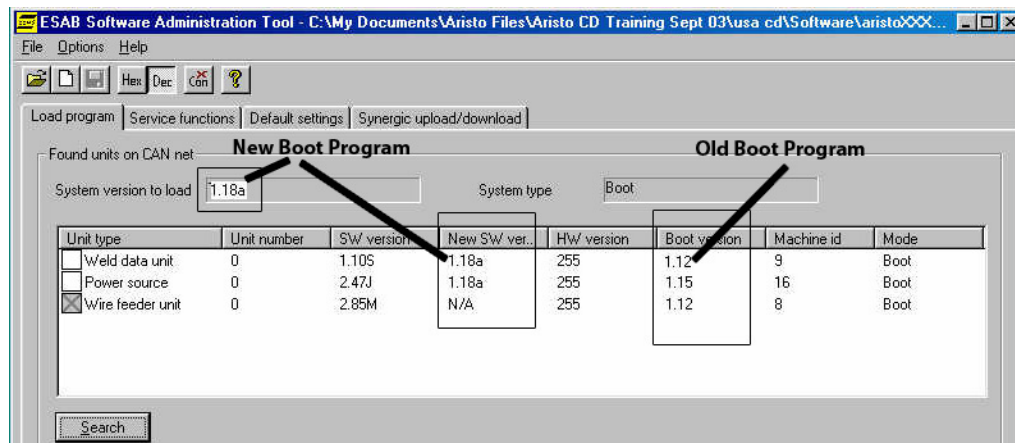 ESAB Software Administration Tool - C:\My Documents\Aristo Files\Aristo CD Training Sept 03\usa cd\Software\aristoXXX...
File Options Help
Hex Dec Can ?
Load program Service functions Default settings Synergic upload/download
New Boot Program Old Boot Program
Found units on CAN net
System version to load 1.18a System type Boot
Unit type Unit number SW version New SW ver... HW version Boot version Machine id Mode
Weld data unit 0 1.10S 1.18a 255 1.12 9 Boot
Power source 0 2.47J 1.18a 255 1.15 16 Boot
Wire feeder unit 0 2.85M N/A 255 1.12 8 Boot
Search